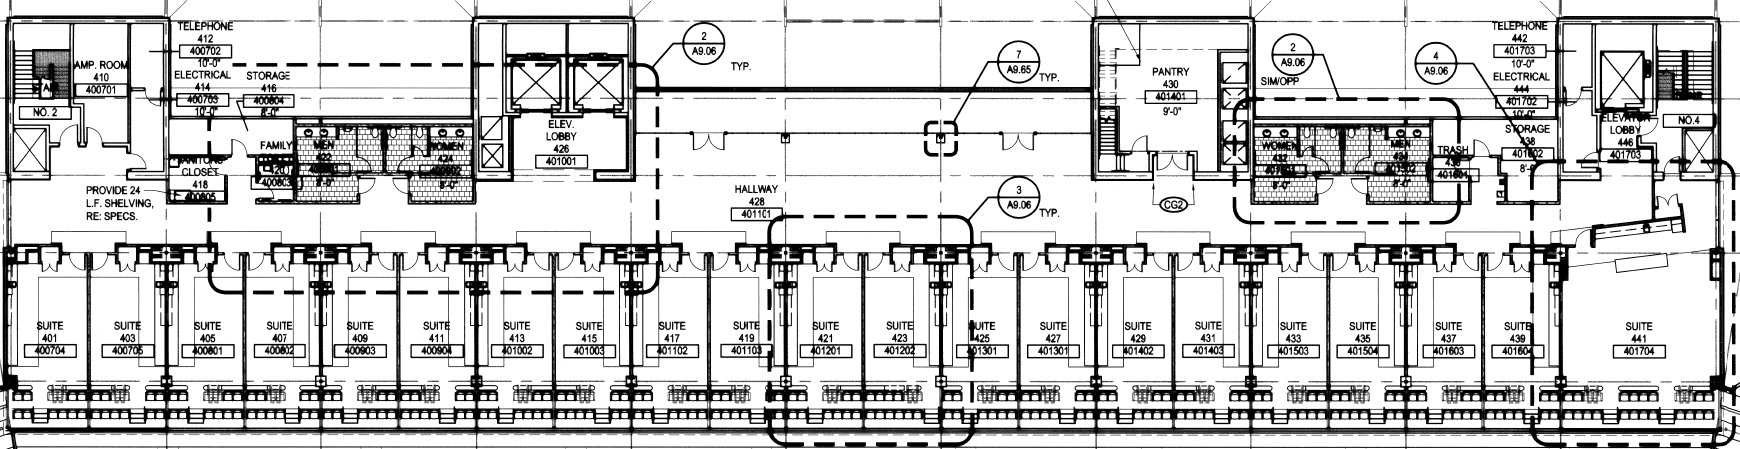 TELEPHONE
412
400702
10'-0"
ELECTRICAL
414
400703
10'-0"
STORAGE
416
400804
8'-0"
AMP. ROOM
410
400701
NO. 2
2
A9.06
TYP.
7
A9.65
TYP.
PANTRY
430
401401
9'-0"
2
A9.06
SIM/OPP
4
A9.06
TELEPHONE
442
401703
10'-0"
ELECTRICAL
444
401702
10'-0"
STORAGE
438
401602
8'-0"
ELEVATOR
LOBBY
446
401703
NO.4
ELEV.
LOBBY
426
401001
FAMILY
400803
MEN
422
8'-0"
WOMEN
424
8'-0"
JANITORS
CLOSET
418
400805
PROVIDE 24
L.F. SHELVING,
RE: SPECS.
HALLWAY
428
401101
3
A9.06
TYP.
CG2
WOMEN
432
8'-0"
MEN
8'-0"
TRASH
401601
SUITE
401
400704
SUITE
403
400705
SUITE
405
400801
SUITE
407
400802
SUITE
409
400903
SUITE
411
400904
SUITE
413
401002
SUITE
415
401003
SUITE
417
401102
SUITE
419
401103
SUITE
421
401201
SUITE
423
401202
SUITE
425
401301
SUITE
427
401301
SUITE
429
401402
SUITE
431
401403
SUITE
433
401503
SUITE
435
401504
SUITE
437
401603
SUITE
439
401604
SUITE
441
401704